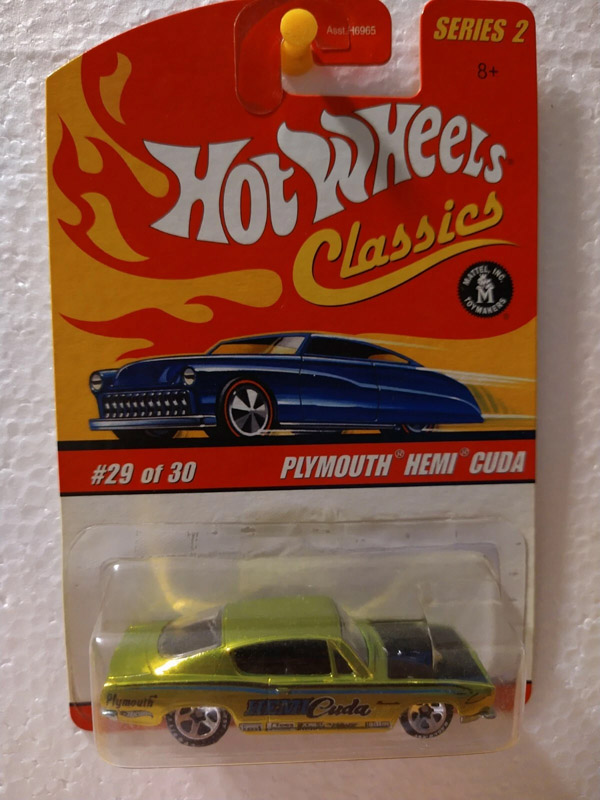 Asst. H6965
SERIES 2
8+
Hot Wheels
Classics
MATTEL, INC.
M
TOYMAKERS
#29 of 30
PLYMOUTH® HEMI® CUDA
Plymouth
HEMI Cuda